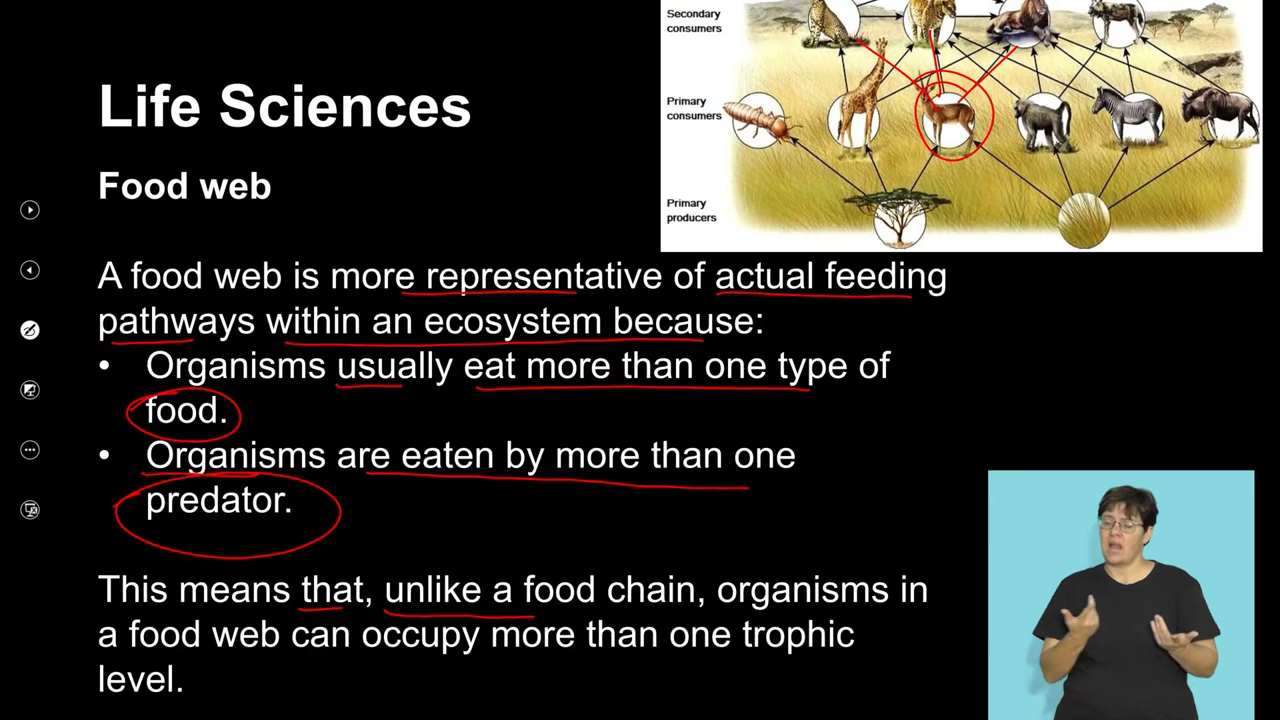 Secondary
consumers
Life Sciences
Primary
consumers
Food web
Primary
producers
A food web is more representative of actual feeding
pathways within an ecosystem because:
• Organisms usually eat more than one type of
food.
• Organisms are eaten by more than one
predator.
This means that, unlike a food chain, organisms in
a food web can occupy more than one trophic
level.